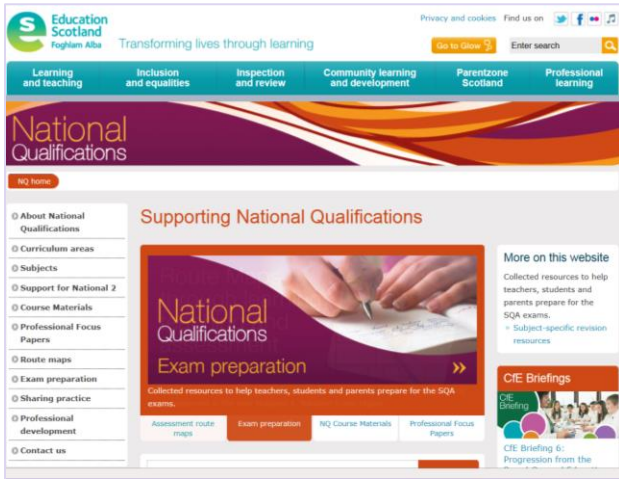 Education
Scotland
Foghlam Alba
Transforming lives through learning
Privacy and cookies Find us on
Go to Glow
Enter search
Learning
and teaching
Inclusion
and equalities
Inspection
and review
Community learning
and development
Parentzone
Scotland
Professional
learning
National
Qualifications
NQ home
About National
Qualifications
Curriculum areas
Subjects
Support for National 2
Course Materials
Professional Focus
Papers
Route maps
Exam preparation
Sharing practice
Professional
development
Contact us
Supporting National Qualifications
National
Qualifications
Exam preparation
Collected resources to help teachers, students and parents prepare for the SQA
exams.
Assessment route
maps
Exam preparation
NQ Course Materials
Professional Focus
Papers
More on this website
Collected resources to help
teachers, students and
parents prepare for the
SQA exams.
Subject-specific revision
resources
CfE Briefings
CfE
Briefing
CfE Briefing 6:
Progression from the